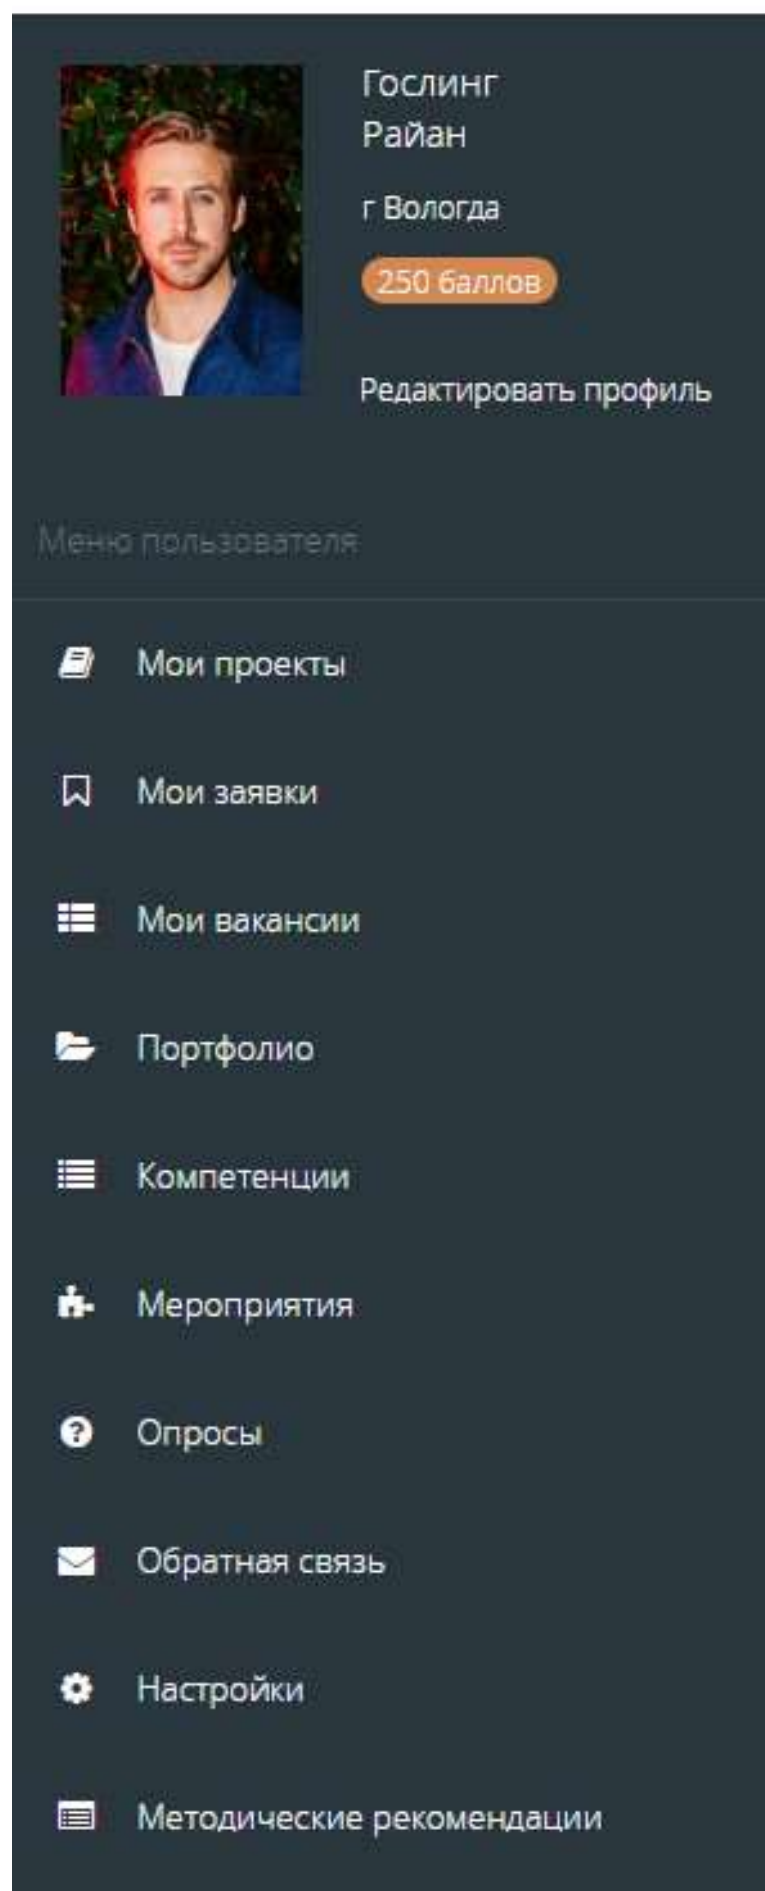 Гослинг
Райан
г Вологда
250 баллов
Редактировать профиль
Меню пользователя
Мои проекты
Мои заявки
Мои вакансии
Портфолио
Компетенции
Мероприятия
Опросы
Обратная связь
Настройки
Методические рекомендации